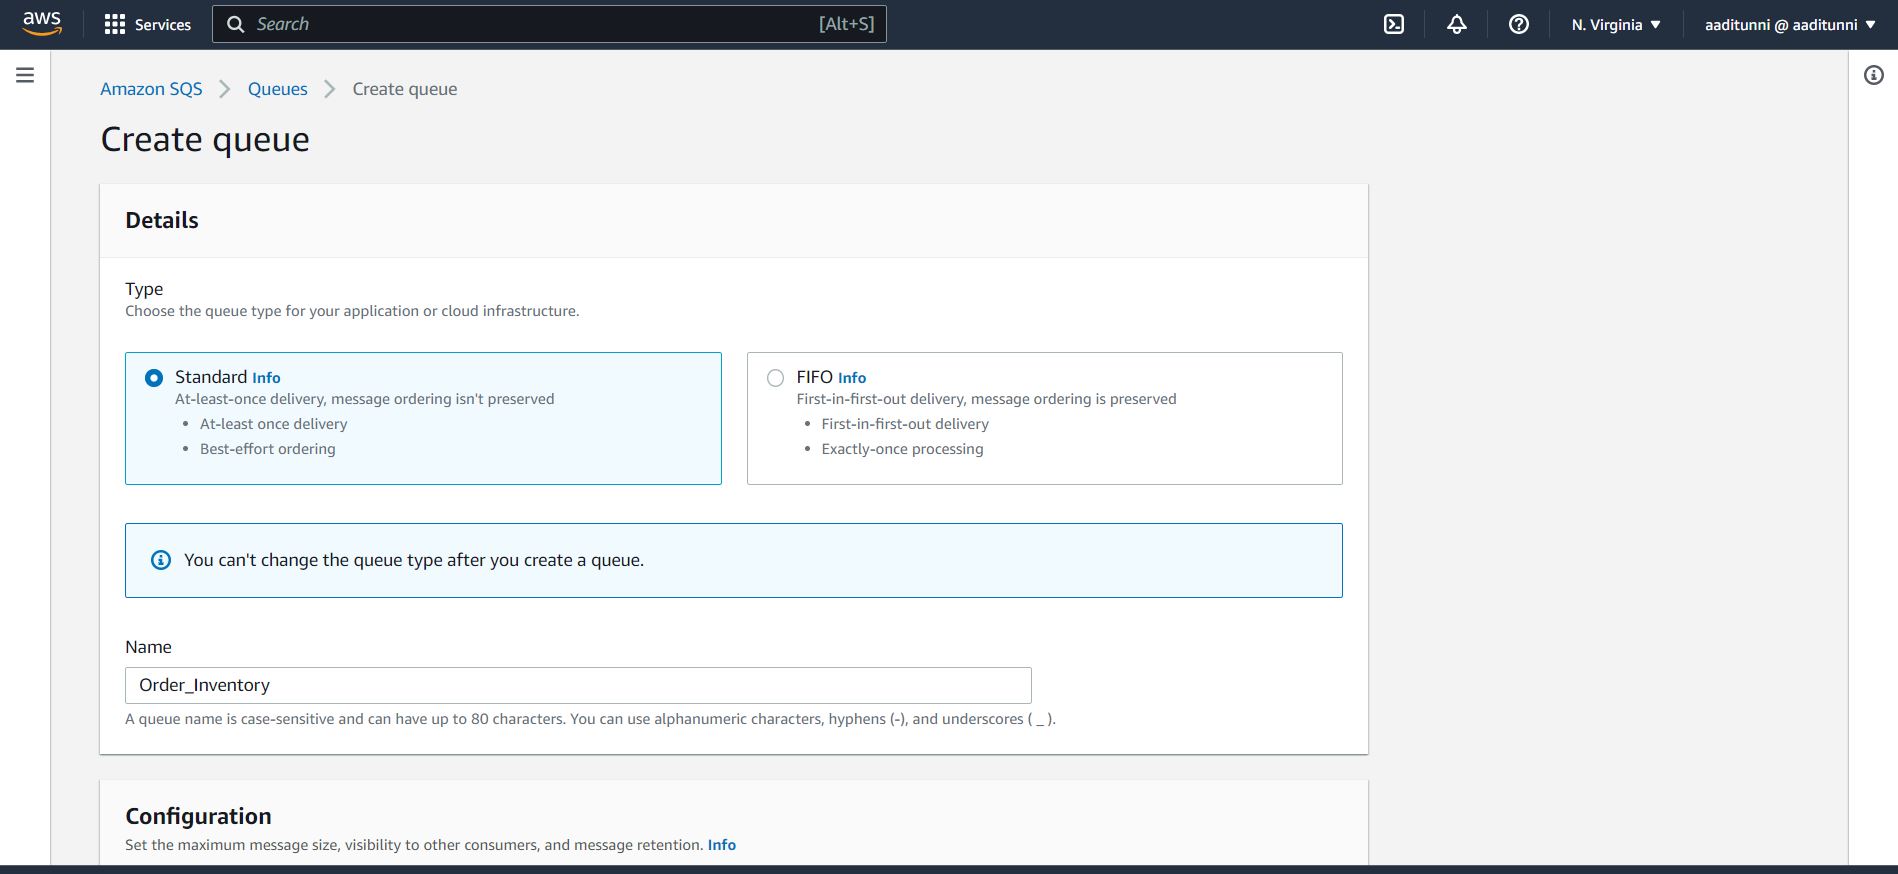 aws Services Search [Alt+S] N. Virginia aaditunni @ aaditunni
Amazon SQS Queues Create queue
Create queue
Details
Type
Choose the queue type for your application or cloud infrastructure.
Standard Info
At-least-once delivery, message ordering isn't preserved
• At-least once delivery
• Best-effort ordering
FIFO Info
First-in-first-out delivery, message ordering is preserved
• First-in-first-out delivery
• Exactly-once processing
You can't change the queue type after you create a queue.
Name
Order_Inventory
A queue name is case-sensitive and can have up to 80 characters. You can use alphanumeric characters, hyphens (-), and underscores ( _ ).
Configuration
Set the maximum message size, visibility to other consumers, and message retention. Info